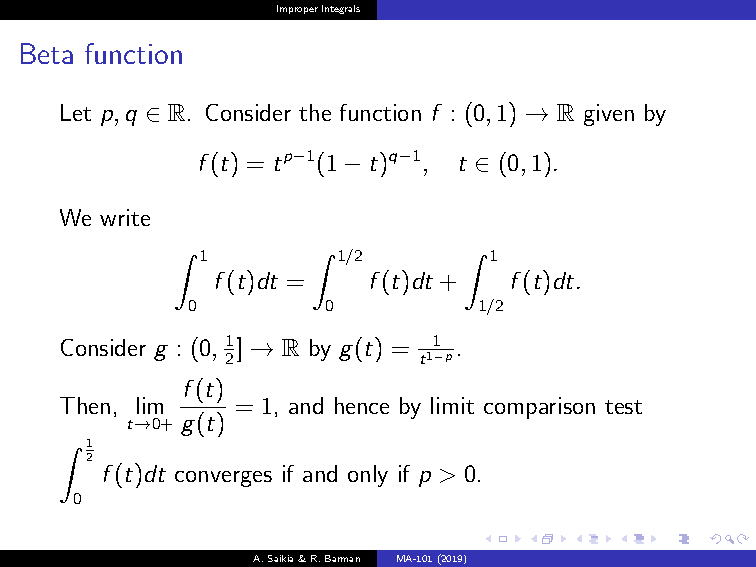 Improper Integrals
Beta function
Let p, q ∈ ℝ. Consider the function f : (0, 1) → ℝ given by
f(t) = t^{p−1}(1 − t)^{q−1}, t ∈ (0, 1).
We write
∫_0^1 f(t)dt = ∫_0^{1/2} f(t)dt + ∫_{1/2}^1 f(t)dt.
Consider g : (0, 1/2] → ℝ by g(t) = 1/t^{1−p}.
Then, lim_{t→0+} f(t)/g(t) = 1, and hence by limit comparison test
∫_0^{1/2} f(t)dt converges if and only if p > 0.
A. Saikia & R. Barman MA-101 (2019)